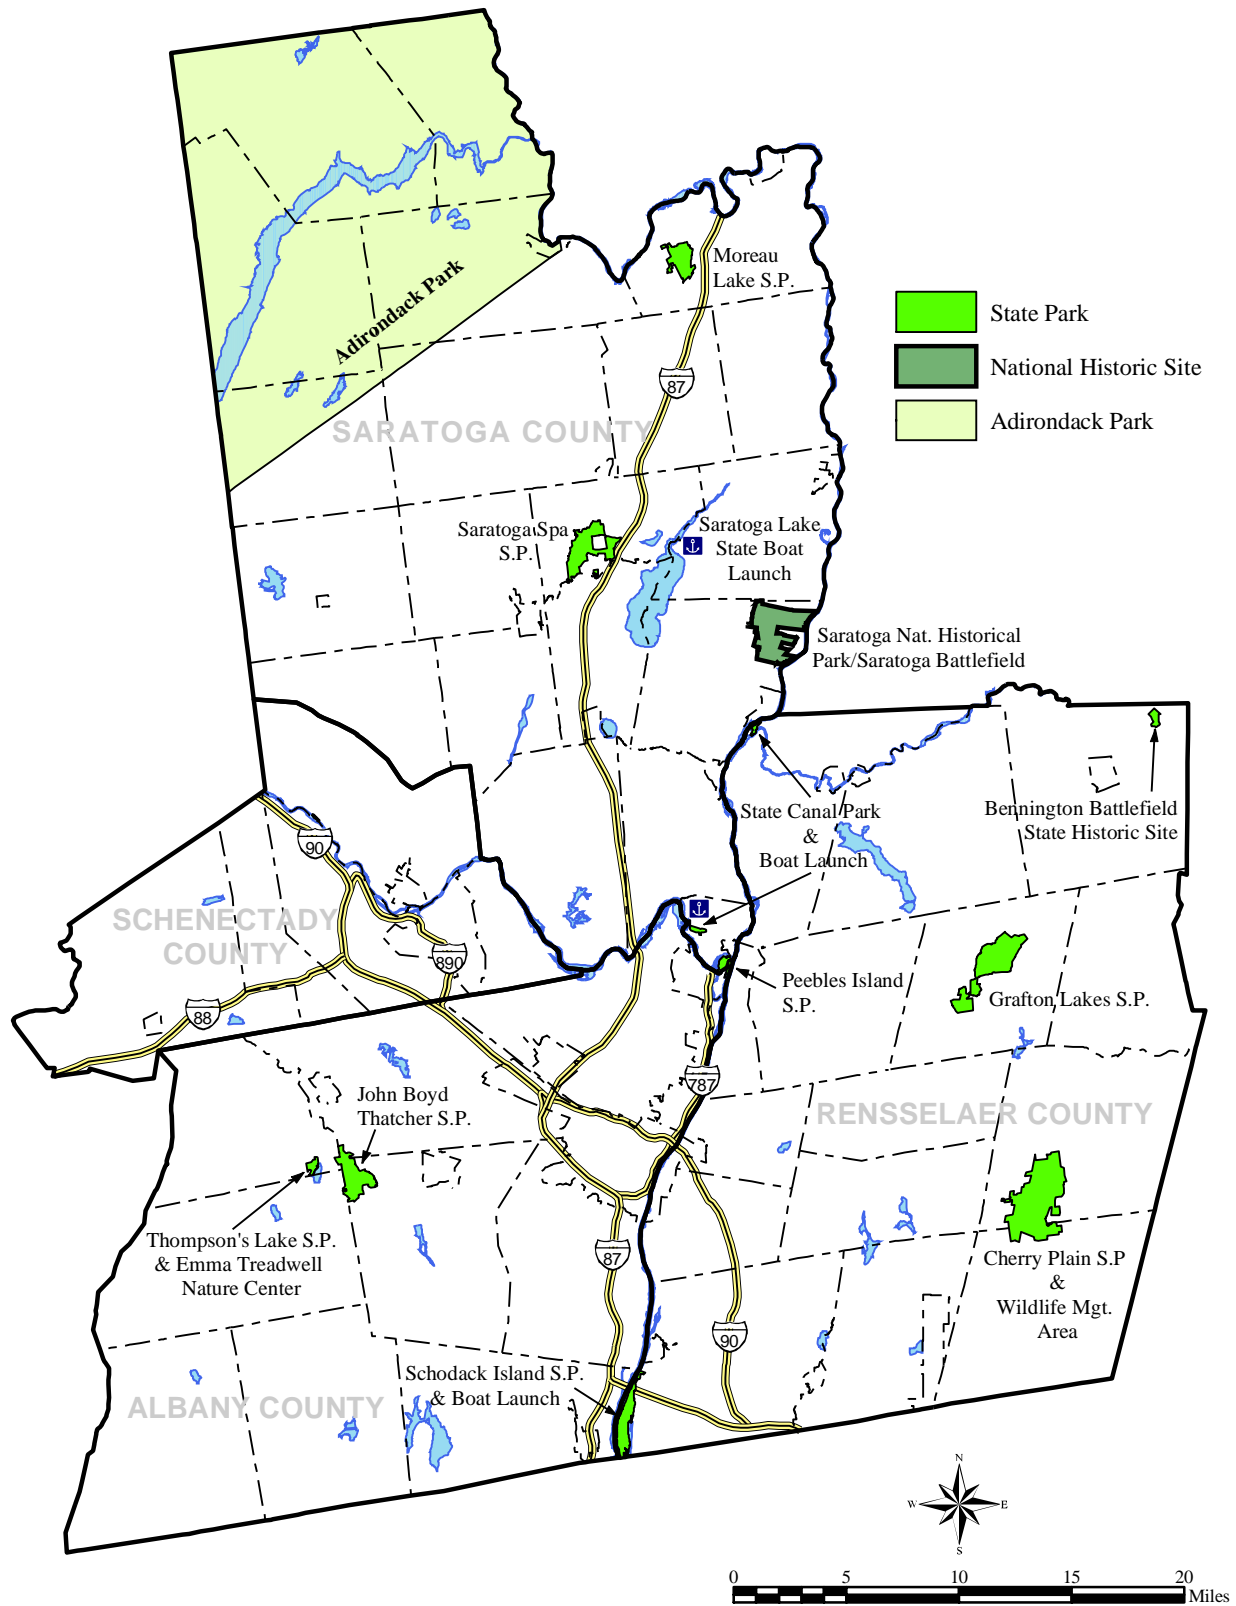 Adirondack Park
Moreau
Lake S.P.
State Park
National Historic Site
Adirondack Park
87
SARATOGA COUNTY
Saratoga Spa
S.P.
Saratoga Lake
State Boat
Launch
Saratoga Nat. Historical
Park/Saratoga Battlefield
State Canal Park
&
Boat Launch
Bennington Battlefield
State Historic Site
90
SCHENECTADY
COUNTY
890
88
Peebles Island
S.P.
Grafton Lakes S.P.
787
John Boyd
Thatcher S.P.
RENSSELAER COUNTY
Thompson's Lake S.P.
& Emma Treadwell
Nature Center
87
Cherry Plain S.P
&
Wildlife Mgt.
Area
90
Schodack Island S.P.
& Boat Launch
ALBANY COUNTY
N
W
E
S
0 5 10 15 20
Miles